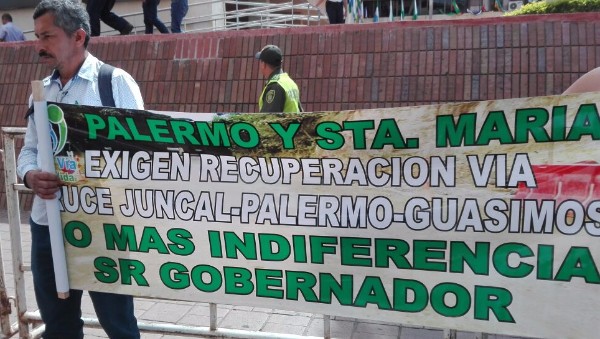 PALERMO Y STA. MARIA
EXIGEN RECUPERACION VIA
RUCE JUNCAL-PALERMO-GUASIMOS
O MAS INDIFERENCIA
SR GOBERNADOR